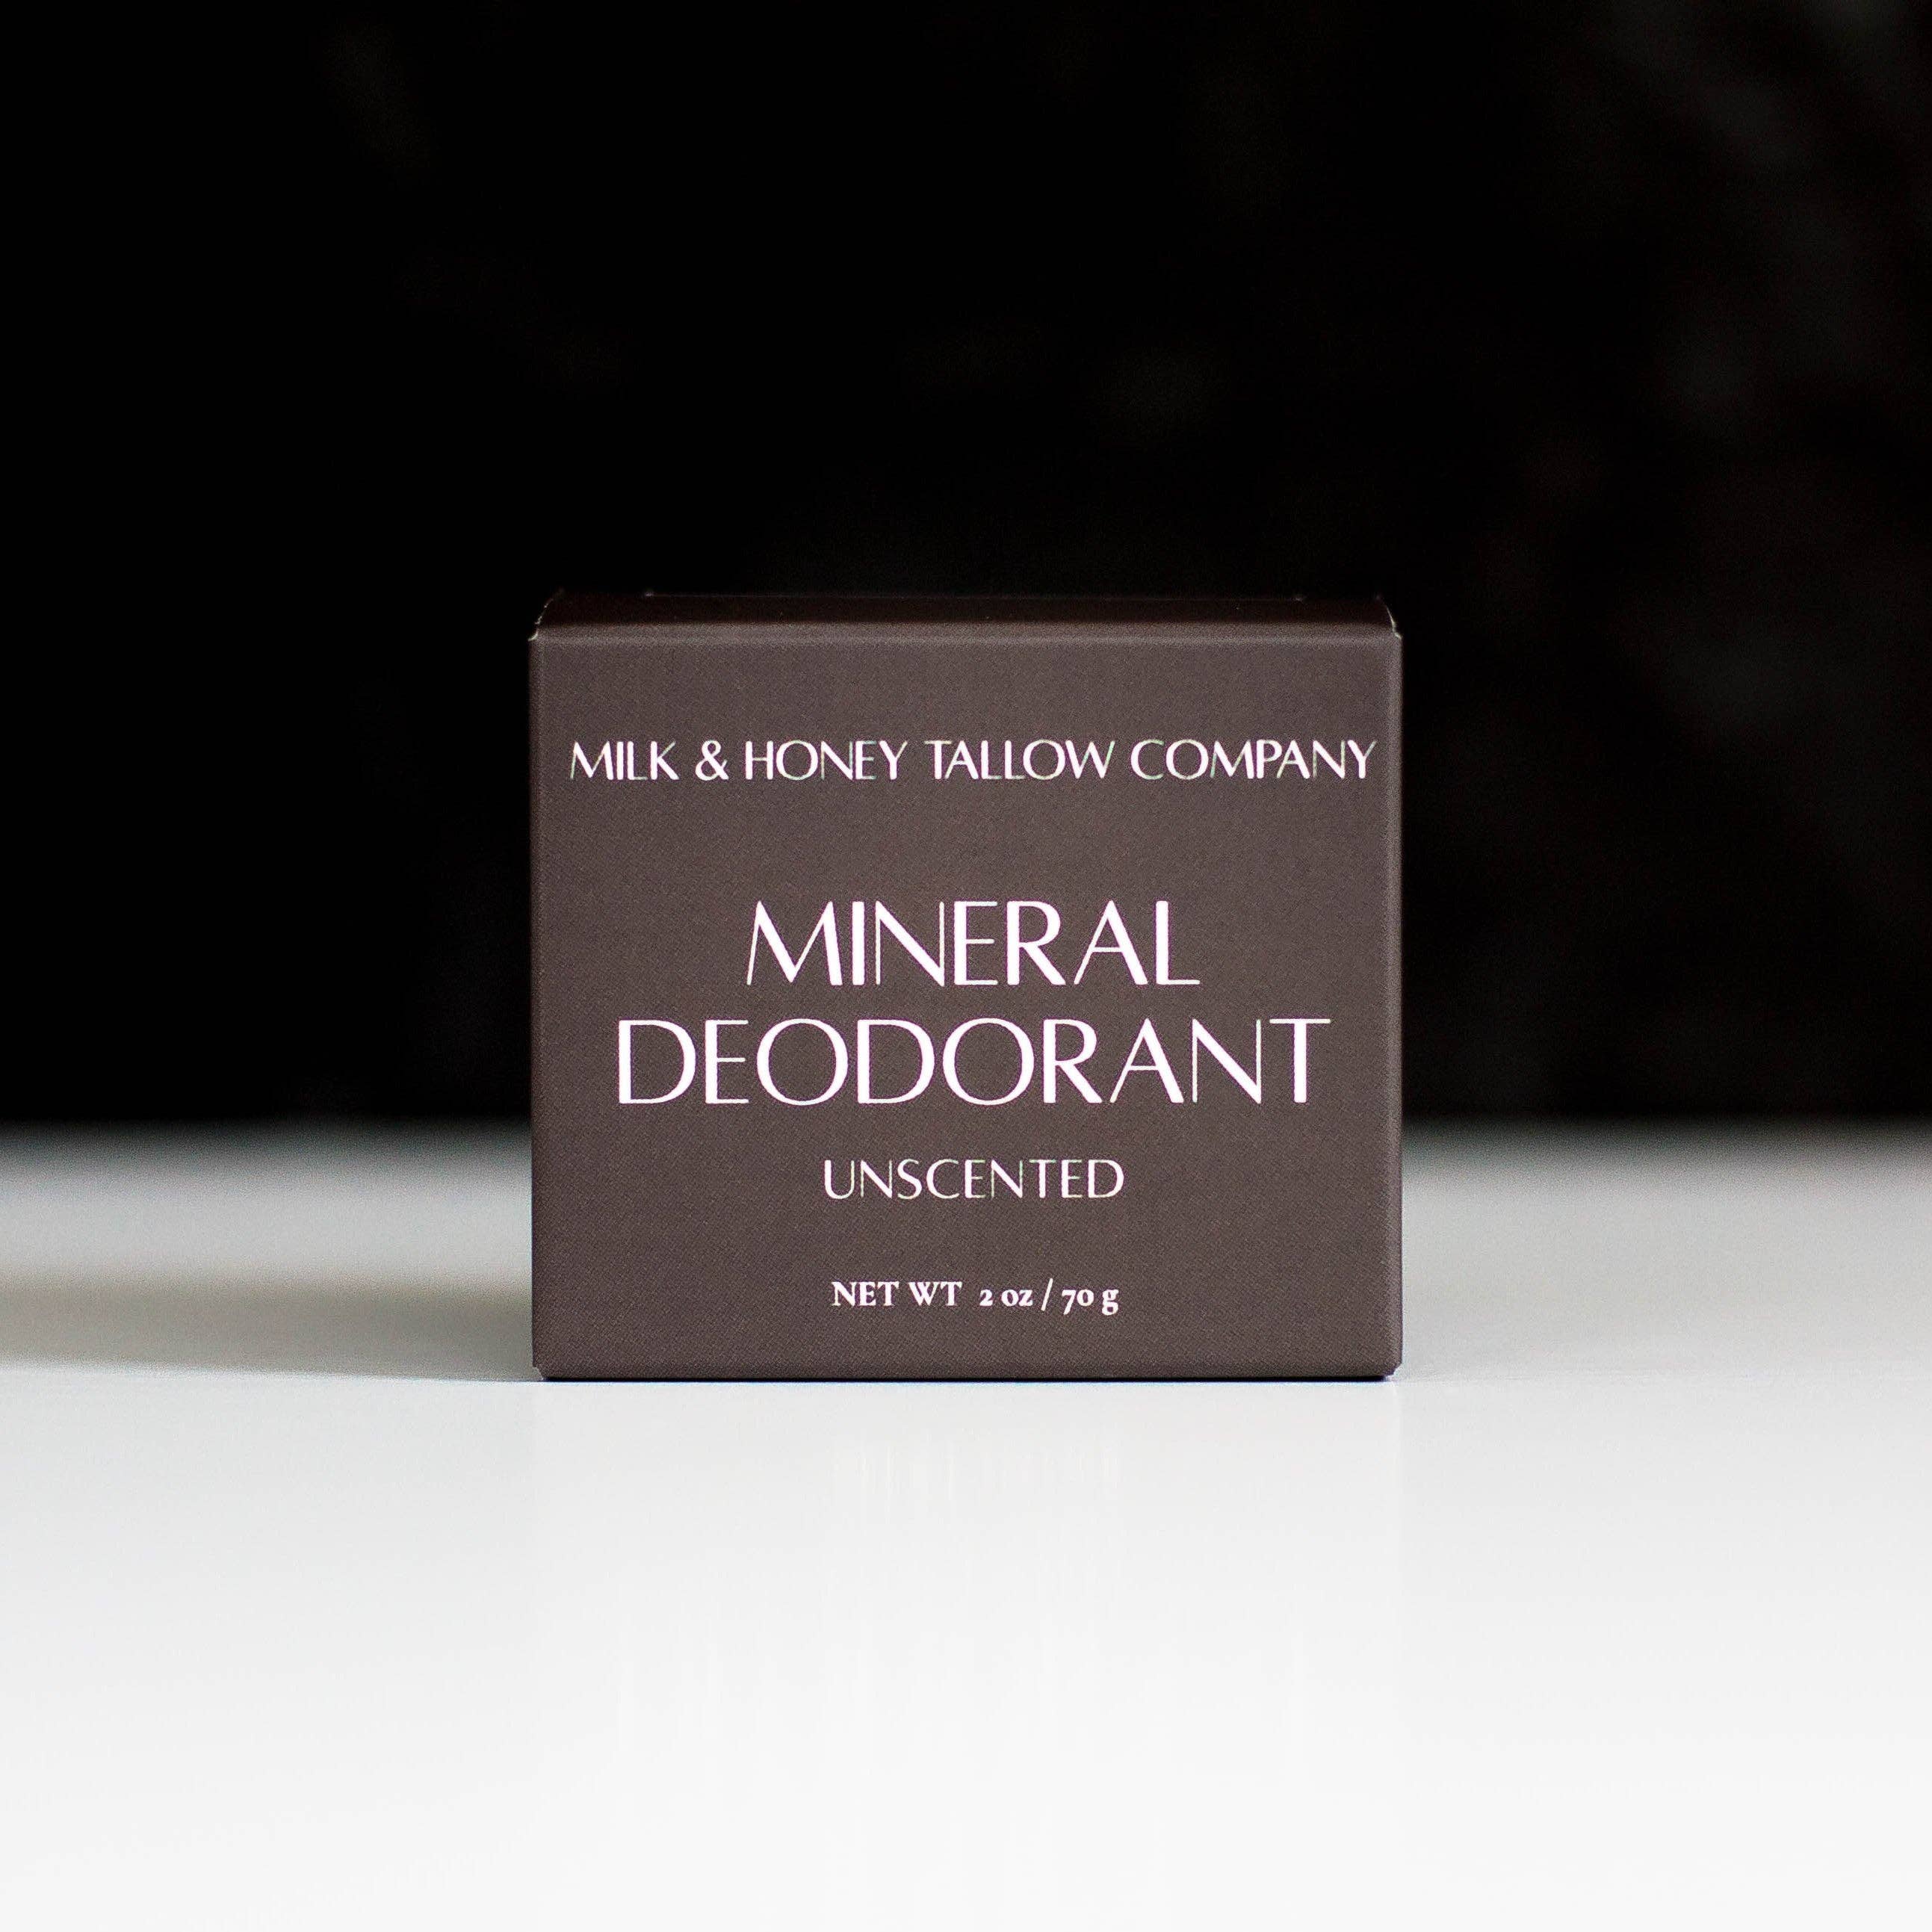 MILK & HONEY TALLOW COMPANY
MINERAL
DEODORANT
UNSCENTED
NET WT 2 oz / 70 g